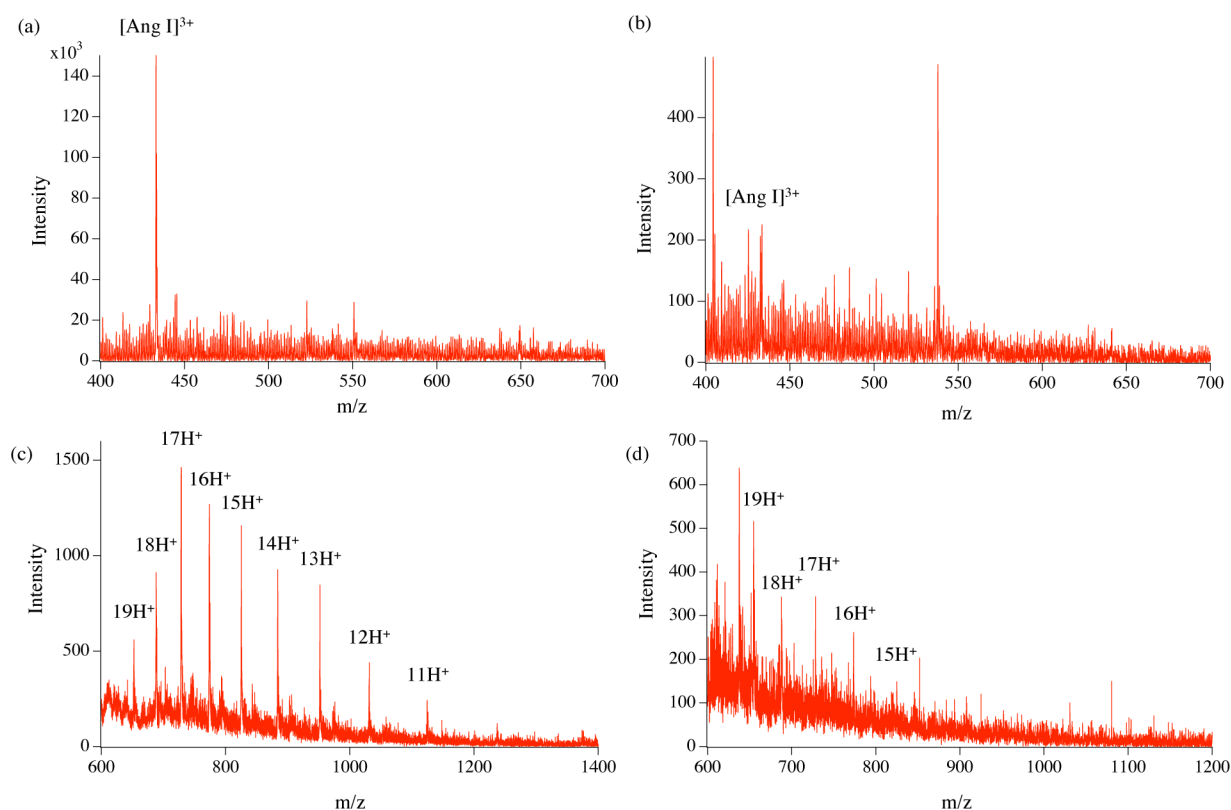 (a)
[Ang I]³⁺
x10³
140
120
100
80
60
40
20
0
Intensity
400 450 500 550 600 650 700
m/z
(b)
[Ang I]³⁺
400
300
200
100
0
Intensity
400 450 500 550 600 650 700
m/z
(c)
17H⁺
16H⁺
15H⁺
18H⁺
14H⁺
13H⁺
19H⁺
12H⁺
11H⁺
1500
1000
500
0
Intensity
600 800 1000 1200 1400
m/z
(d)
19H⁺
18H⁺
17H⁺
16H⁺
15H⁺
700
600
500
400
300
200
100
0
Intensity
600 700 800 900 1000 1100 1200
m/z